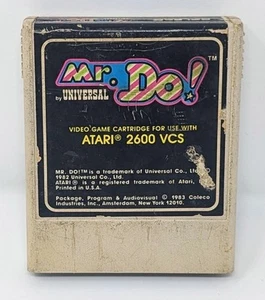 Mr. Do!™
by UNIVERSAL
VIDEO GAME CARTRIDGE FOR USE WITH
ATARI® 2600 VCS
MR. DO!™ is a trademark of Universal Co., Ltd.
1982 Universal Co., Ltd.
ATARI® is a registered trademark of Atari,
Printed in U.S.A.
Package, Program & Audiovisual © 1983 Coleco
Industries, Inc., Amsterdam, New York 12010.